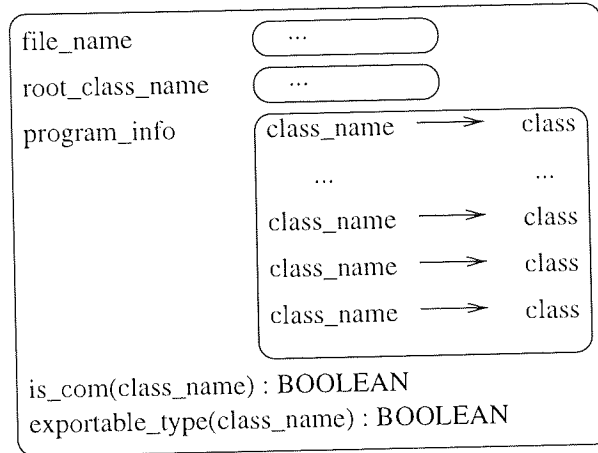 file_name ...
root_class_name ...
program_info class_name class
... ...
class_name class
class_name class
class_name class
is_com(class_name) : BOOLEAN
exportable_type(class_name) : BOOLEAN